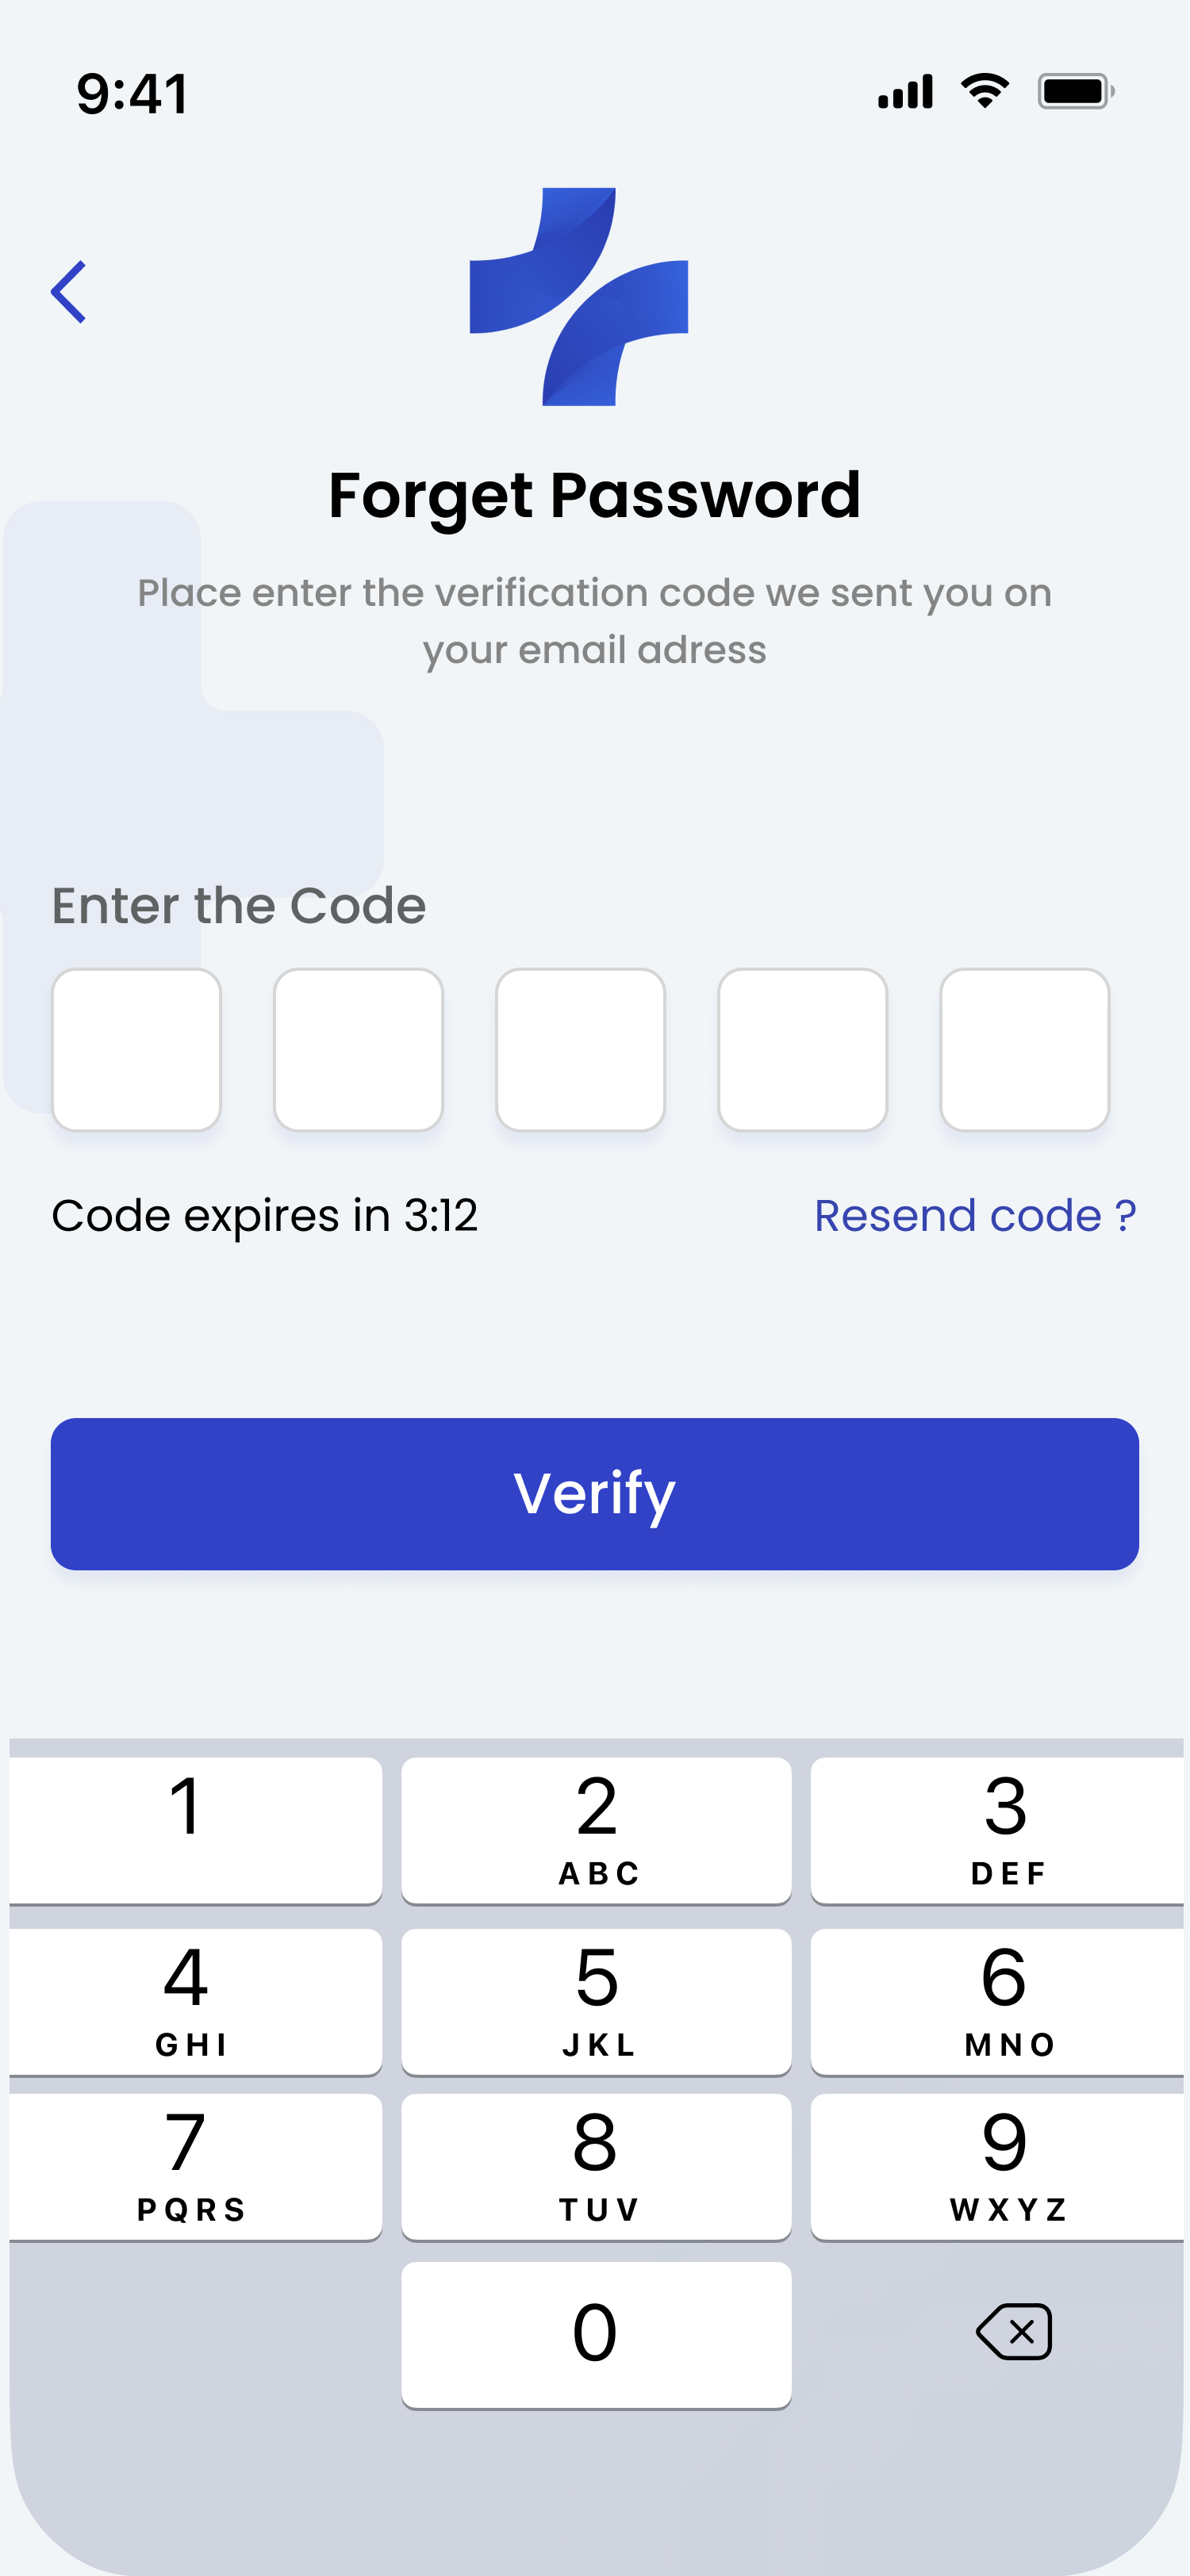 9:41
Forget Password
Place enter the verification code we sent you on
your email adress
Enter the Code
Code expires in 3:12
Resend code ?
Verify
1
2
3
ABC
DEF
4
5
6
GHI
JKL
MNO
7
8
9
PQRS
TUV
WXYZ
0